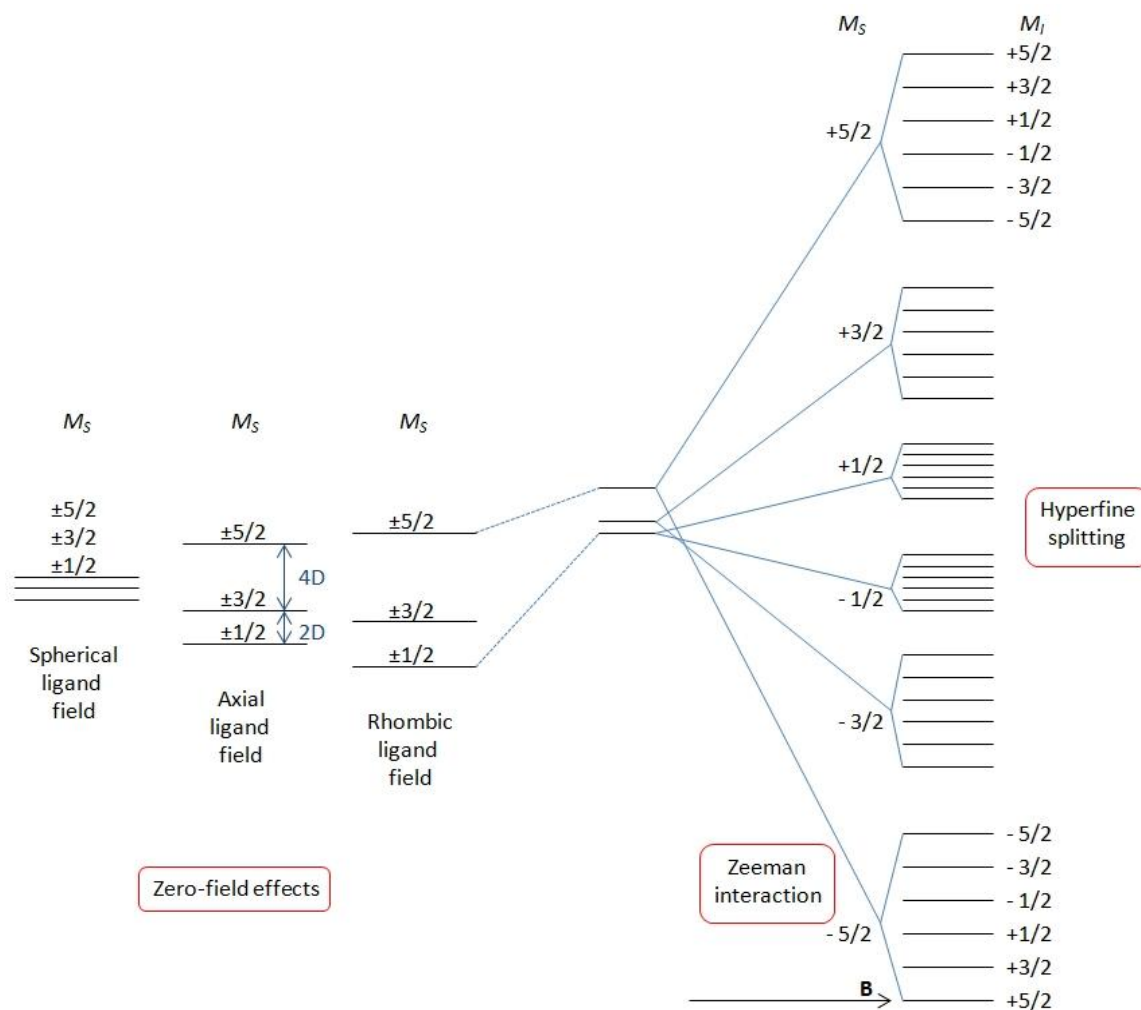 M_S
M_I
+5/2
+3/2
+1/2
- 1/2
- 3/2
- 5/2
+5/2
+3/2
+1/2
- 1/2
- 3/2
- 5/2
Hyperfine
splitting
M_S
M_S
M_S
±5/2
±3/2
±1/2
Spherical
ligand
field
±5/2
±3/2
±1/2
4D
2D
Axial
ligand
field
±5/2
±3/2
±1/2
Rhombic
ligand
field
Zero-field effects
Zeeman
interaction
- 5/2
- 3/2
- 1/2
+1/2
+3/2
+5/2
B